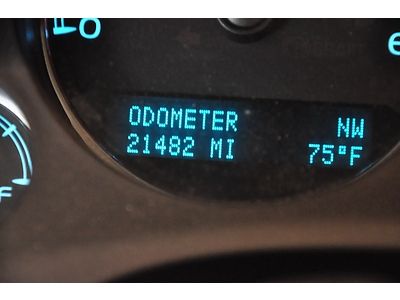 ODOMETER NW
21482 MI 75°F